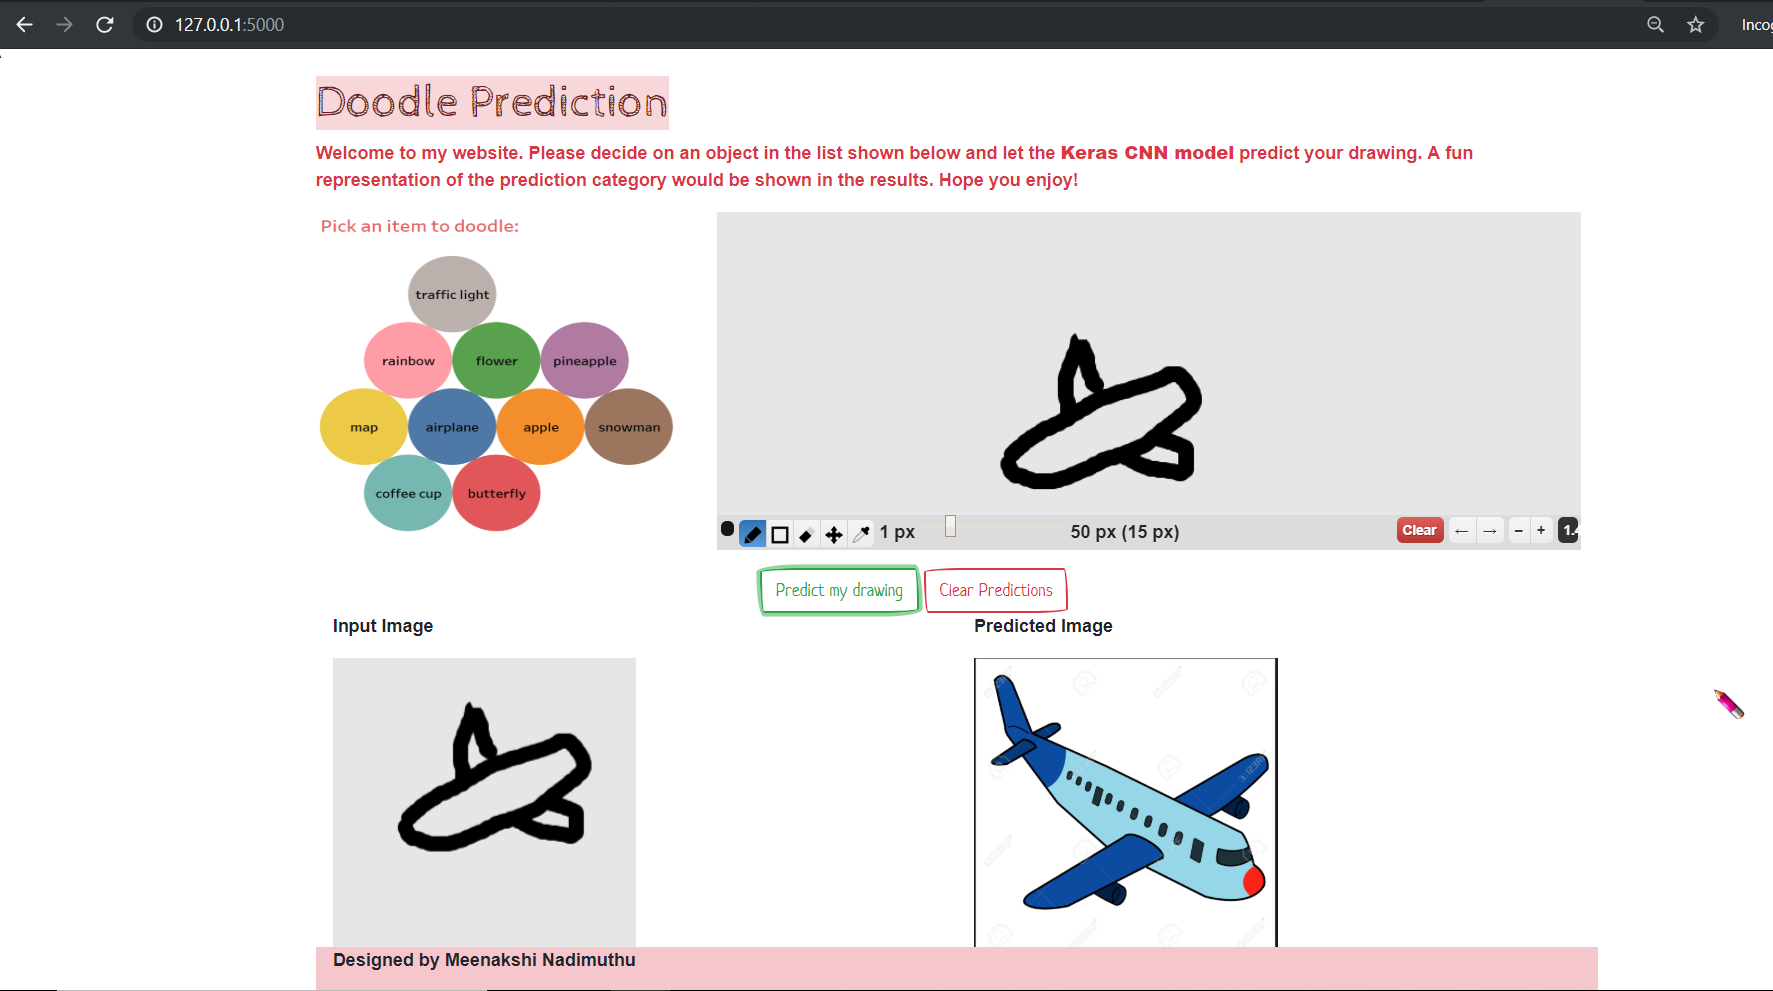 127.0.0.1:5000
Doodle Prediction
Welcome to my website. Please decide on an object in the list shown below and let the Keras CNN model predict your drawing. A fun
representation of the prediction category would be shown in the results. Hope you enjoy!
Pick an item to doodle:
traffic light
rainbow flower pineapple
map airplane apple snowman
coffee cup butterfly
1 px 50 px (15 px) Clear ← → - +
Predict my drawing Clear Predictions
Input Image Predicted Image
Designed by Meenakshi Nadimuthu